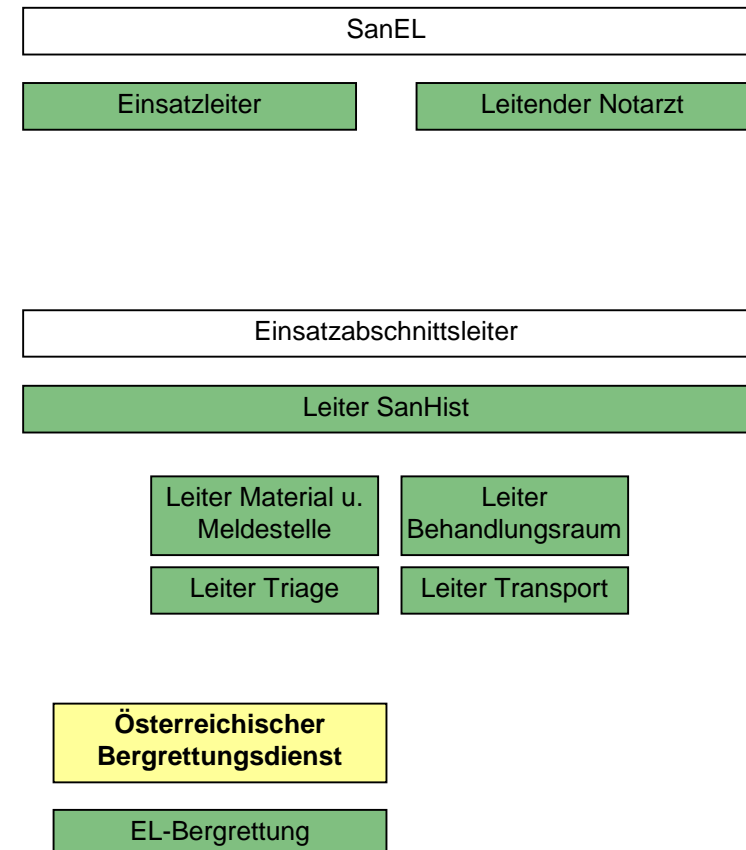 SanEL
Einsatzleiter
Leitender Notarzt
Einsatzabschnittsleiter
Leiter SanHist
Leiter Material u.
Meldestelle
Leiter
Behandlungsraum
Leiter Triage
Leiter Transport
Österreichischer
Bergrettungsdienst
EL-Bergrettung